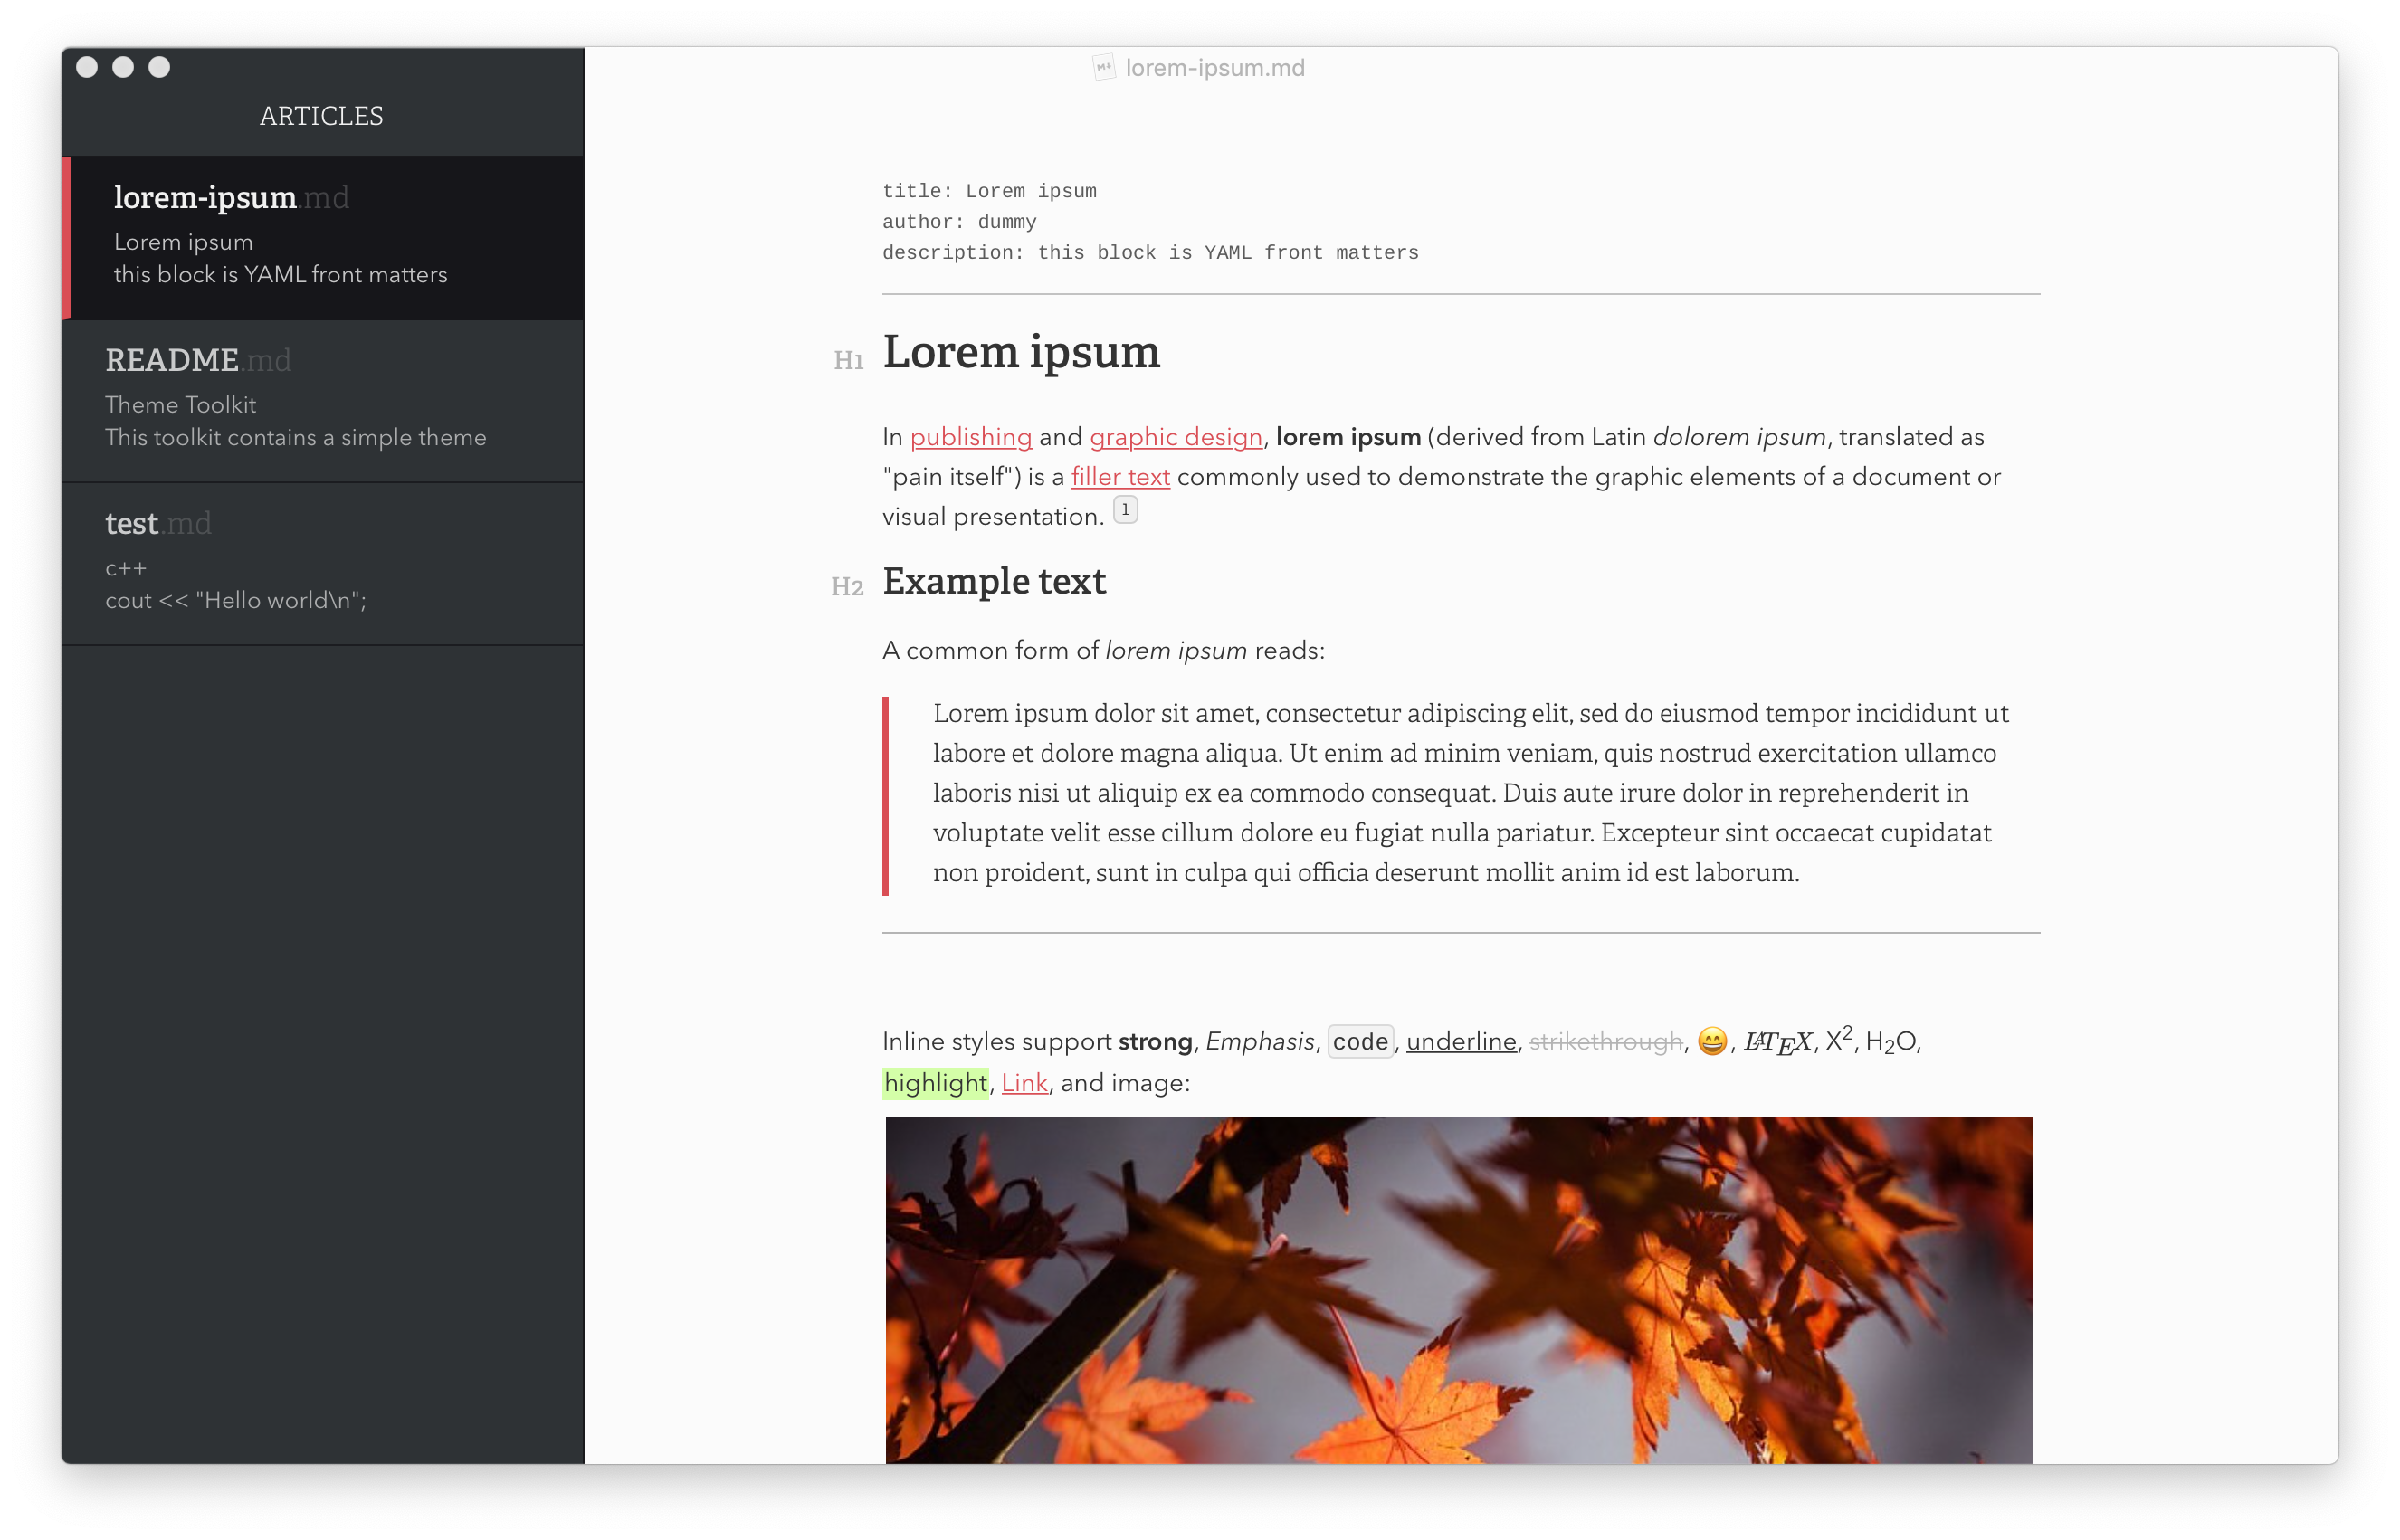 lorem-ipsum.md
ARTICLES
lorem-ipsum.md
Lorem ipsum
this block is YAML front matters
README.md
Theme Toolkit
This toolkit contains a simple theme
test.md
c++
cout << "Hello world\n";
title: Lorem ipsum
author: dummy
description: this block is YAML front matters
H1 Lorem ipsum
In publishing and graphic design, lorem ipsum (derived from Latin dolorem ipsum, translated as
"pain itself") is a filler text commonly used to demonstrate the graphic elements of a document or
visual presentation. 1
H2 Example text
A common form of lorem ipsum reads:
Lorem ipsum dolor sit amet, consectetur adipiscing elit, sed do eiusmod tempor incididunt ut
labore et dolore magna aliqua. Ut enim ad minim veniam, quis nostrud exercitation ullamco
laboris nisi ut aliquip ex ea commodo consequat. Duis aute irure dolor in reprehenderit in
voluptate velit esse cillum dolore eu fugiat nulla pariatur. Excepteur sint occaecat cupidatat
non proident, sunt in culpa qui officia deserunt mollit anim id est laborum.
Inline styles support strong, Emphasis, code, underline, strikethrough, 😄, LATEX, X², H₂O,
highlight, Link, and image: